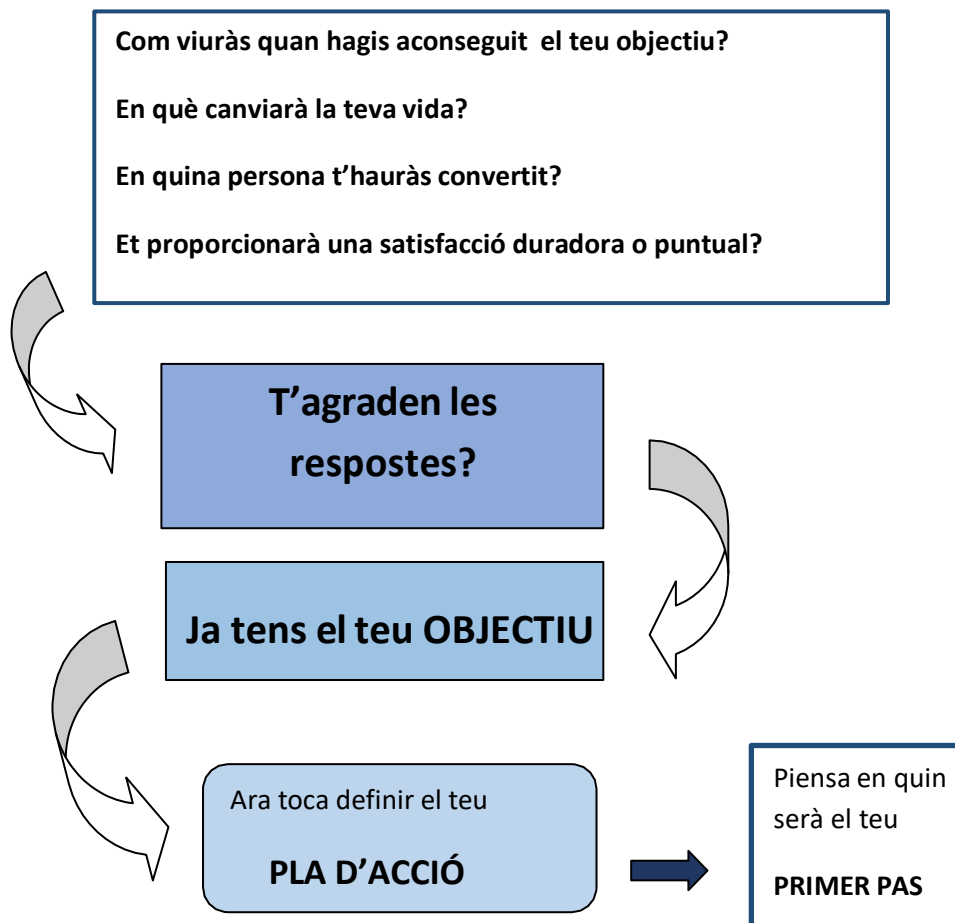 Com viuràs quan hagis aconseguit  el teu objectiu?
En què canviarà la teva vida?
En quina persona t'hauràs convertit?
Et proporcionarà una satisfacció duradora o puntual?
T'agraden les
respostes?
Ja tens el teu OBJECTIU
Ara toca definir el teu
PLA D'ACCIÓ
Piensa en quin
serà el teu
PRIMER PAS